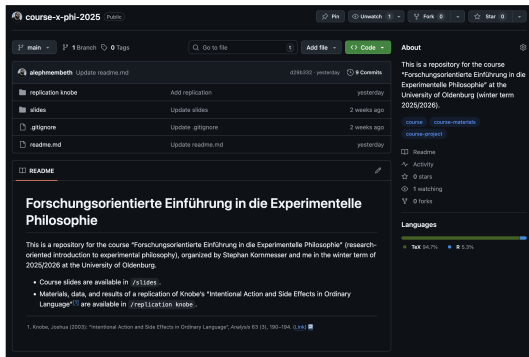 course-x-phi-2025 Public
Pin
Unwatch 1
Fork 0
Star 0
main
1 Branch
0 Tags
Go to file
t
Add file
Code
alephmembeth Update readme.md
d29b332 · yesterday
9 Commits
replication knobe
Add replication
yesterday
slides
Update slides
2 weeks ago
.gitignore
Update .gitignore
2 weeks ago
readme.md
Update readme.md
yesterday
README
Forschungsorientierte Einführung in die Experimentelle
Philosophie
This is a repository for the course "Forschungsorientierte Einführung in die Experimentelle Philosophie" (research-
oriented introduction to experimental philosophy), organized by Stephan Kornmesser and me in the winter term of
2025/2026 at the University of Oldenburg.
• Course slides are available in /slides .
• Materials, data, and results of a replication of Knobe's "Intentional Action and Side Effects in Ordinary
Language"[1] are available in /replication knobe .
1. Knobe, Joshua (2003): "Intentional Action and Side Effects in Ordinary Language", Analysis 63 (3), 190–194. (Link)
About
This is a repository for the course
"Forschungsorientierte Einführung in die
Experimentelle Philosophie" at the
University of Oldenburg (winter term
2025/2026).
course
course-materials
course-project
Readme
Activity
0 stars
1 watching
0 forks
Languages
TeX 94.7%
R 5.3%